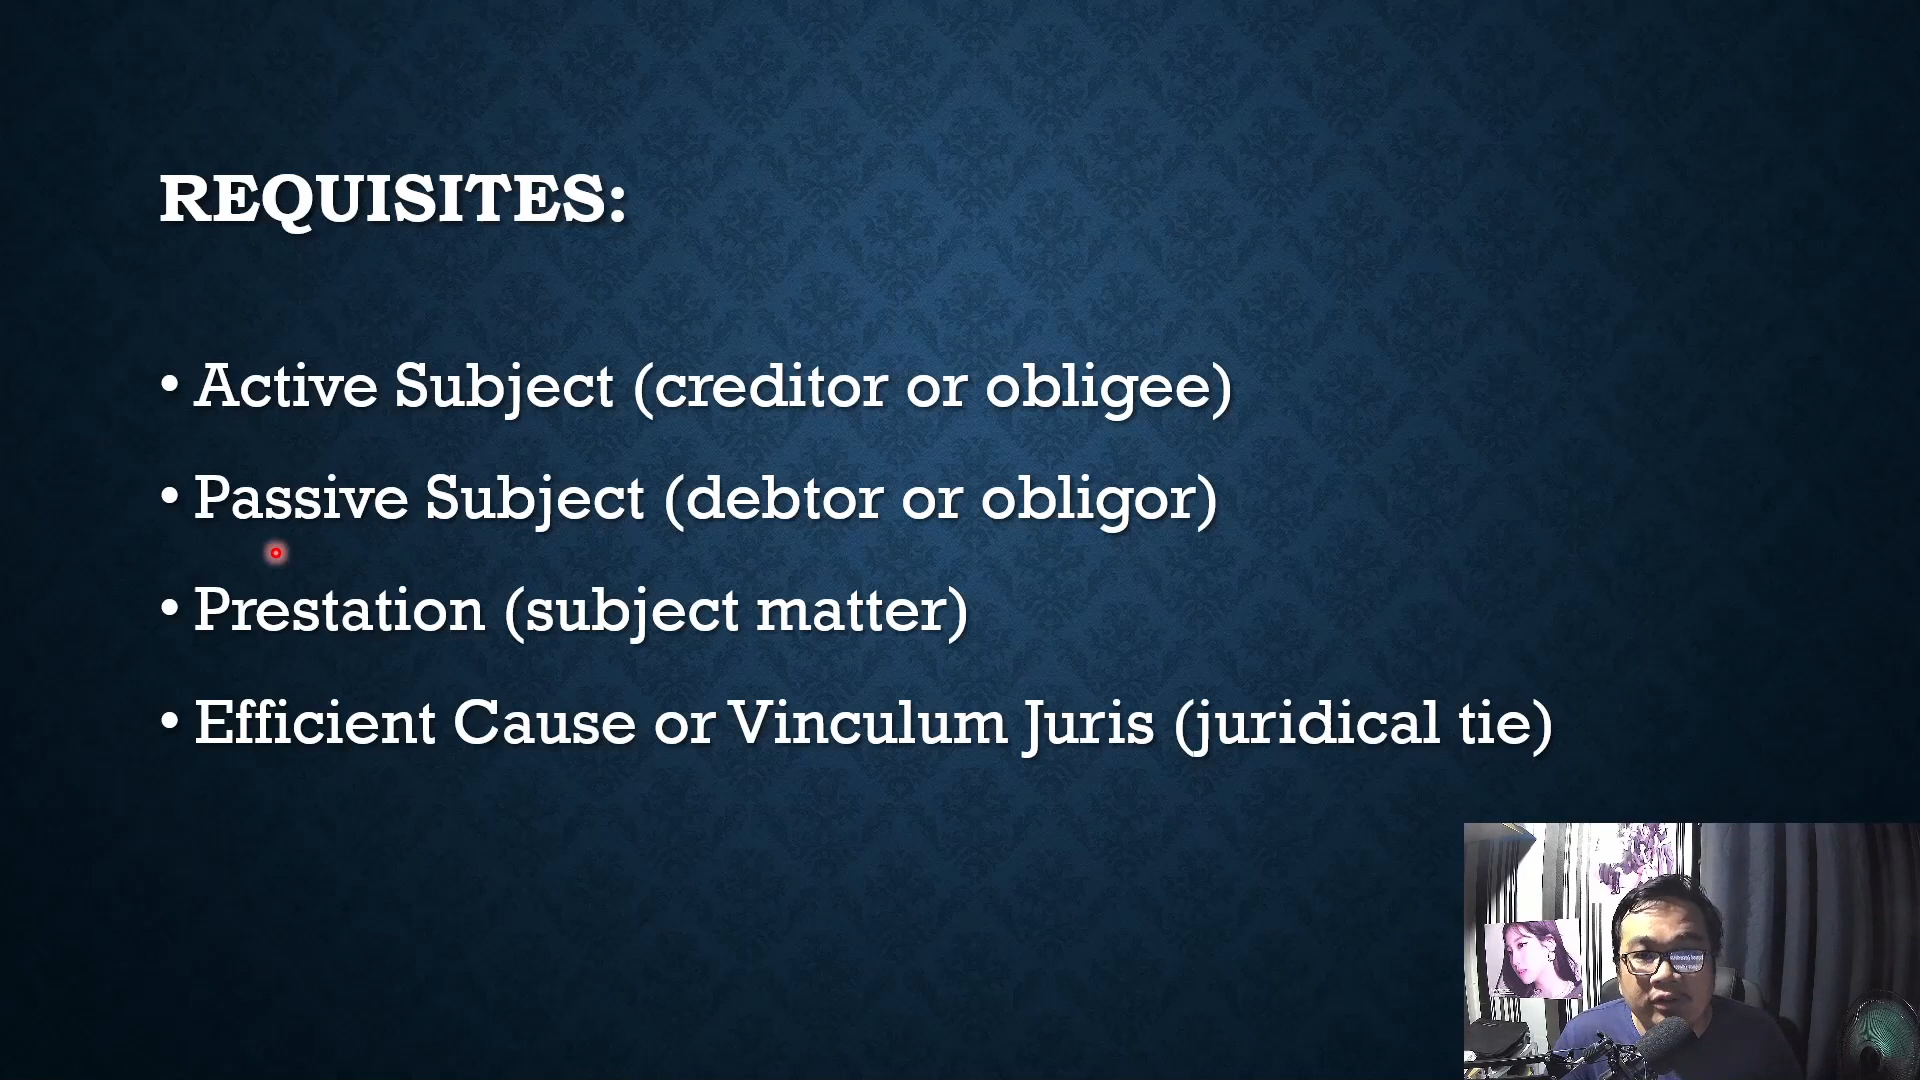 REQUISITES:
• Active Subject (creditor or obligee)
• Passive Subject (debtor or obligor)
• Prestation (subject matter)
• Efficient Cause or Vinculum Juris (juridical tie)